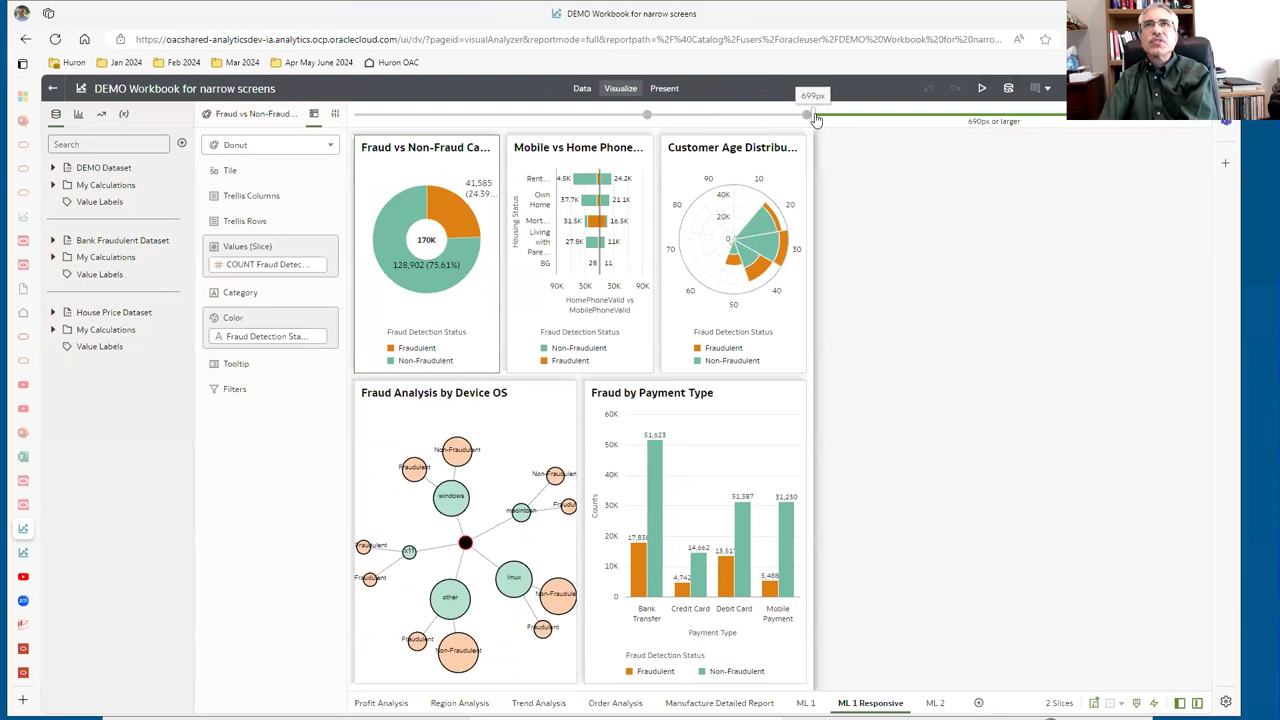 DEMO Workbook for narrow screens
https://oacshared-analyticsdev-ia.analytics.ocp.oraclecloud.com/ui/dv/?pageid=visualAnalyzer&reportmode=full&reportpath=%2F%40Catalog%2Fusers%2Foracleuser%2FDEMO%20Workbook%20for%20narro...
Huron
Jan 2024
Feb 2024
Mar 2024
Apr May June 2024
Huron OAC
DEMO Workbook for narrow screens
Data
Visualize
Present
Fraud vs Non-Fraud...
699px
690px or larger
Search
DEMO Dataset
My Calculations
Value Labels
Bank Fraudulent Dataset
My Calculations
Value Labels
House Price Dataset
My Calculations
Value Labels
Donut
Tile
Trellis Columns
Trellis Rows
Values (Slice)
# COUNT Fraud Detec...
Category
Color
A Fraud Detection Sta...
Tooltip
Filters
Fraud vs Non-Fraud Ca...
41,585
(24.39...
170K
128,902 (75.61%)
Fraud Detection Status
Fraudulent
Non-Fraudulent
Mobile vs Home Phone...
Housing Status
Rent...
4.5K
24.2K
Own Home
37.7K
21.1K
Mort...
31.5K
16.5K
Living with Pare...
27.8K
11K
BG
28
11
90K 30K 30K 90K
HomePhoneValid vs
MobilePhoneValid
Fraud Detection Status
Non-Fraudulent
Fraudulent
Customer Age Distribu...
90 10
80 20
70 30
60 40
50
40K
20K
0
Fraud Detection Status
Fraudulent
Non-Fraudulent
Fraud Analysis by Device OS
Non-Fraudulent
Fraudulent
windows
Non-Fraudulen
macintosh
Fraudu
Fraudulent
x11
Fraudulent
linux
other
Non-Fraudule
Fraudulent
Fraudulent
Non-Fraudulent
Fraud by Payment Type
Counts
60K
50K
40K
30K
20K
10K
0
51,623
17,830
14,662
4,742
31,387
13,517
31,230
5,488
Bank Transfer
Credit Card
Debit Card
Mobile Payment
Payment Type
Fraud Detection Status
Fraudulent
Non-Fraudulent
Profit Analysis
Region Analysis
Trend Analysis
Order Analysis
Manufacture Detailed Report
ML 1
ML 1 Responsive
ML 2
2 Slices